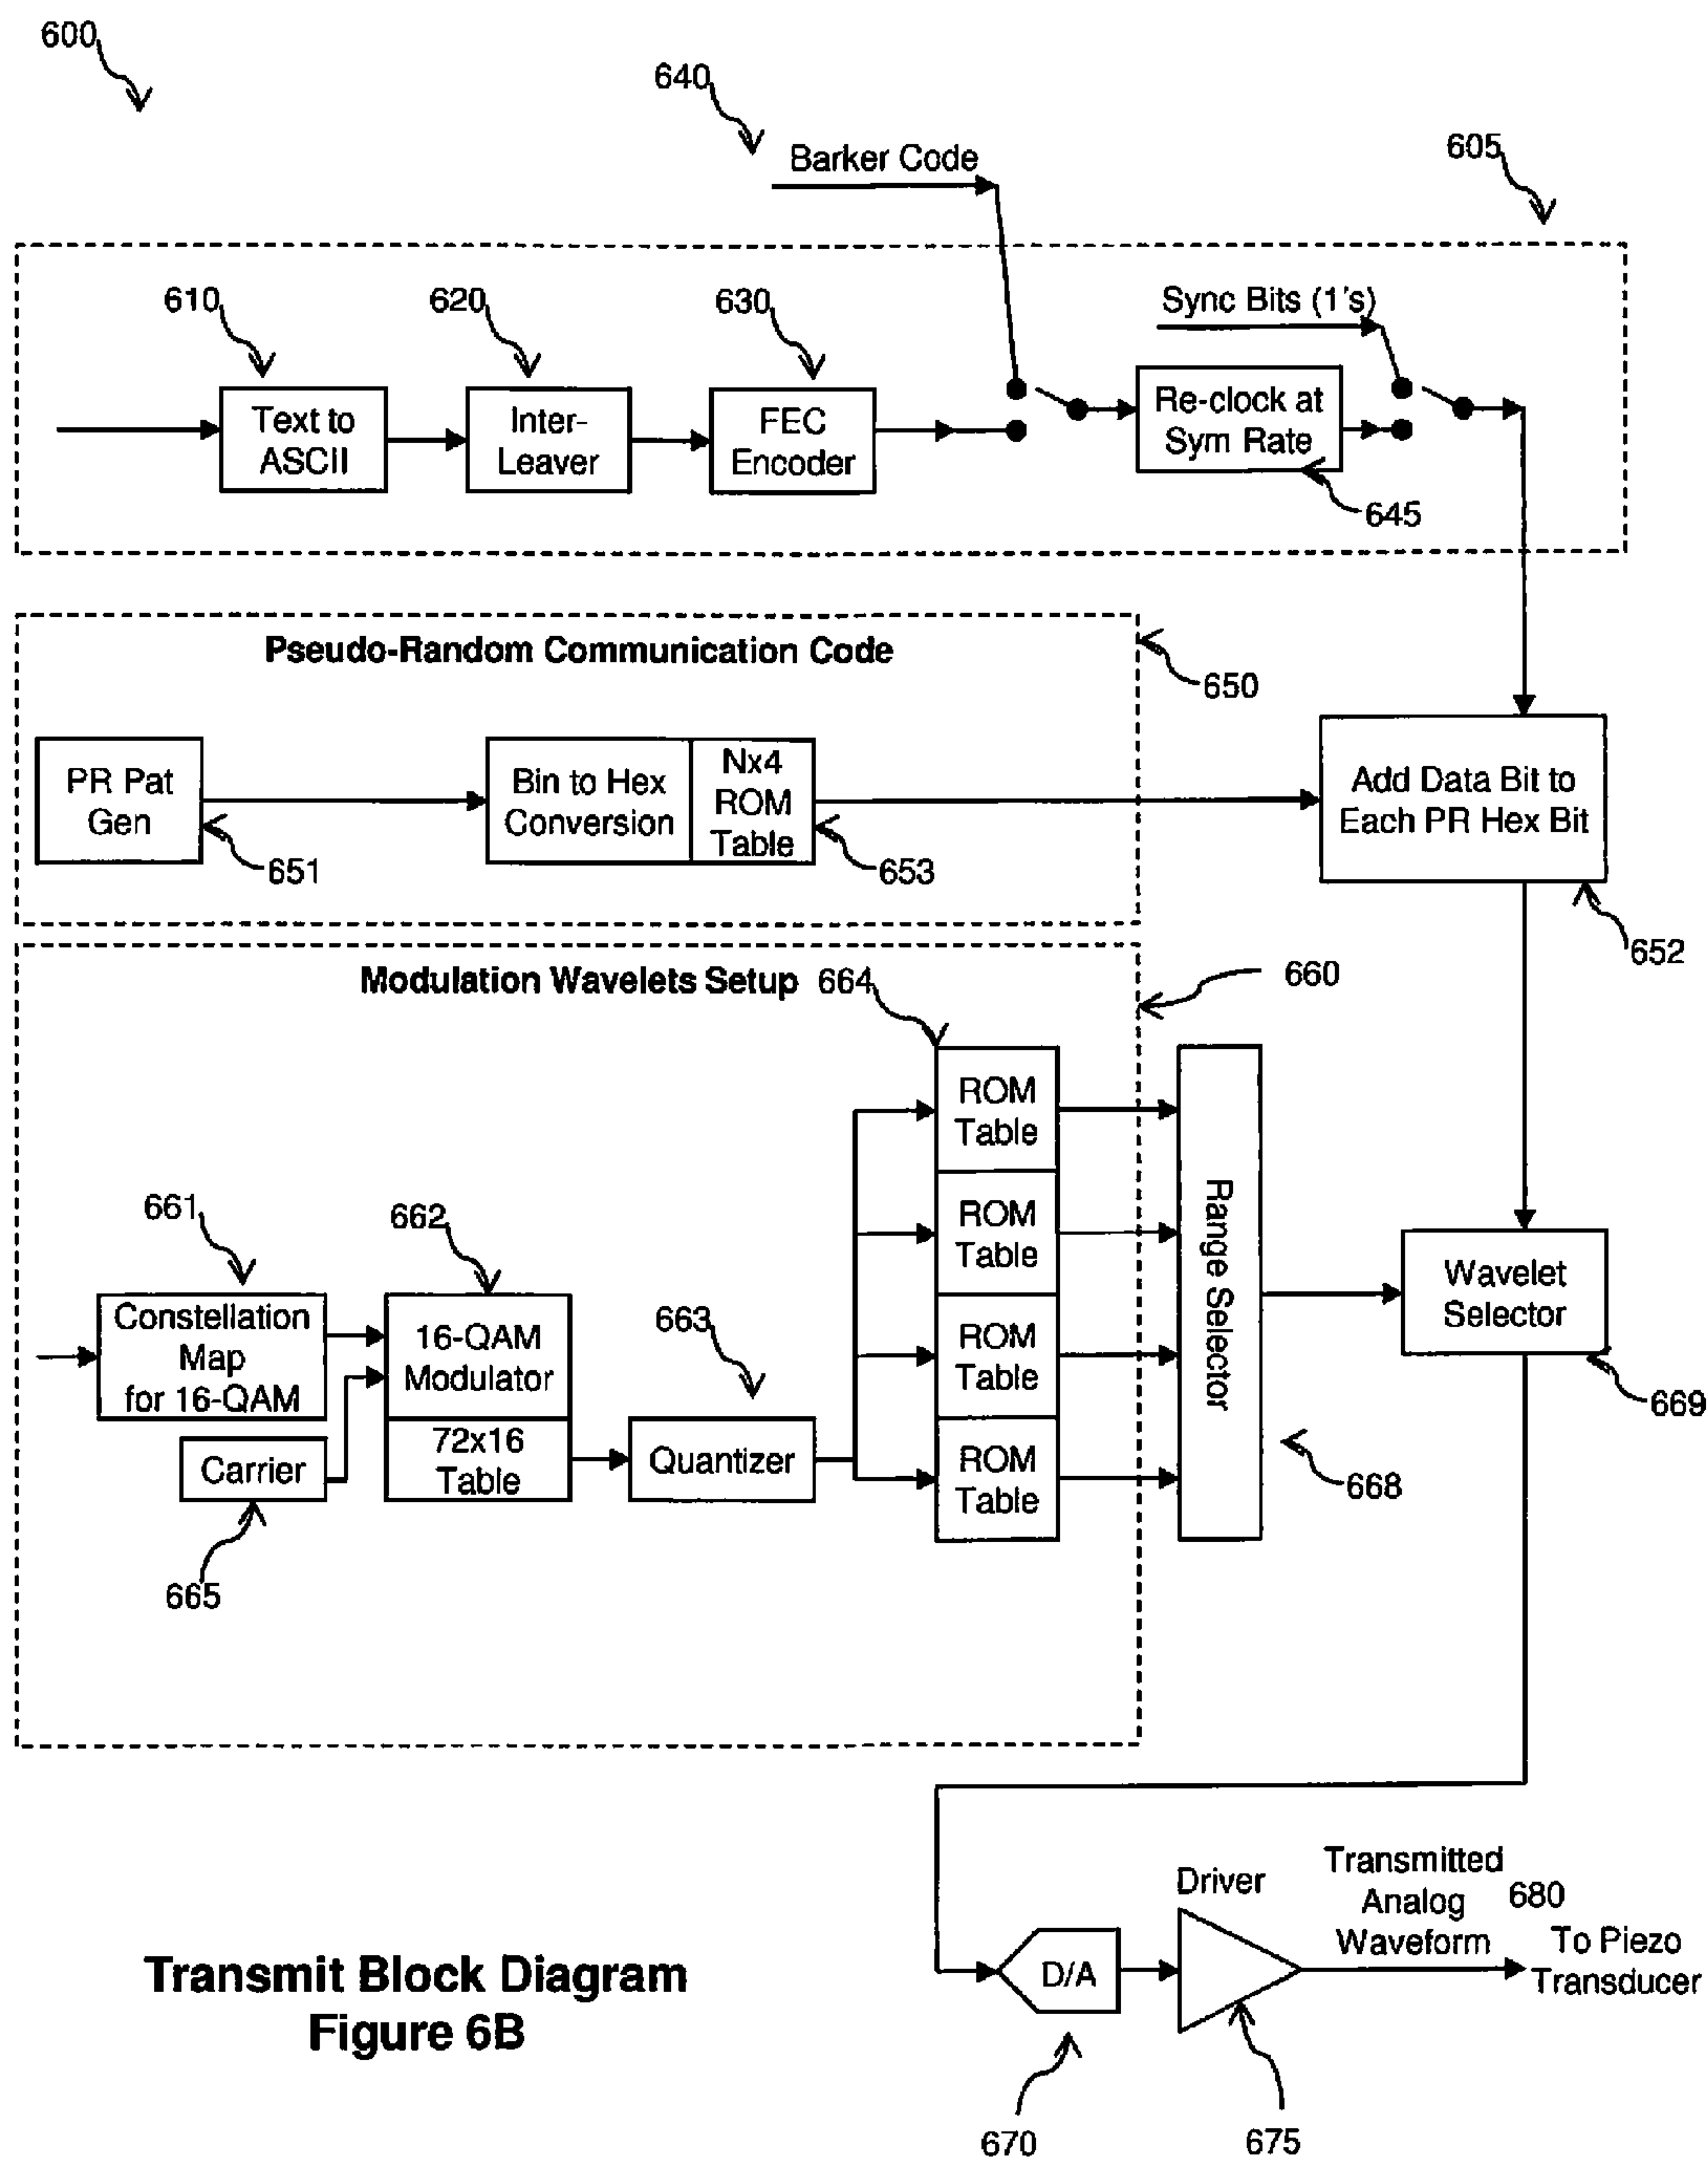 600
640
Barker Code
605
610
620
630
Sync Bits (1's)
Text to
ASCII
Inter-
Leaver
FEC
Encoder
Re-clock at
Sym Rate
645
Pseudo-Random Communication Code
650
PR Pat
Gen
651
Bin to Hex
Conversion
Nx4
ROM
Table
653
Add Data Bit to
Each PR Hex Bit
652
Modulation Wavelets Setup
664
660
ROM
Table
ROM
Table
ROM
Table
ROM
Table
Range Selector
668
661
662
663
Constellation
Map
for 16-QAM
16-QAM
Modulator
72x16
Table
Quantizer
Carrier
665
Wavelet
Selector
669
Driver
Transmitted
Analog
Waveform
680
To Piezo
Transducer
D/A
670
675
Transmit Block Diagram
Figure 6B